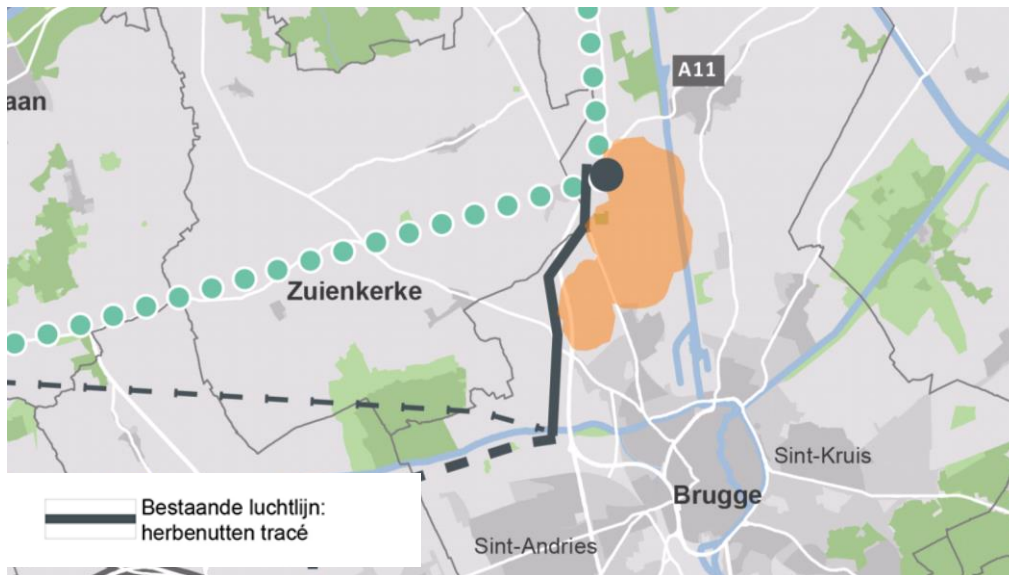 A11
aan
Zuienkerke
Sint-Kruis
Brugge
Sint-Andries
Bestaande luchtlijn:
herbenutten tracé